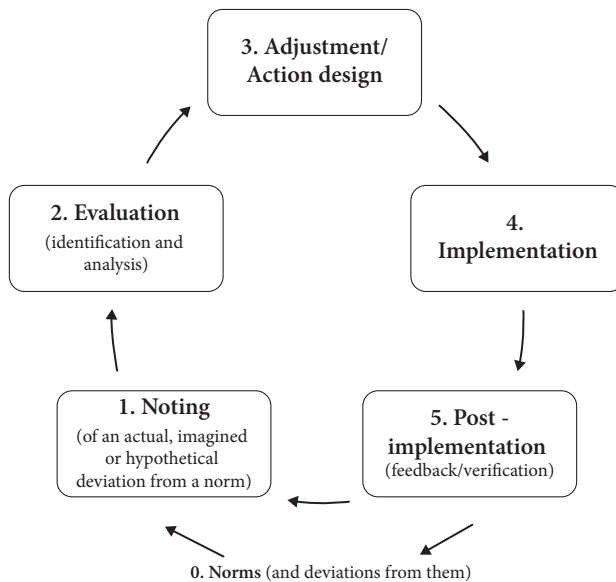 3. Adjustment/
Action design
2. Evaluation
(identification and
analysis)
4.
Implementation
1. Noting
(of an actual, imagined
or hypothetical
deviation from a norm)
5. Post -
implementation
(feedback/verification)
0. Norms (and deviations from them)